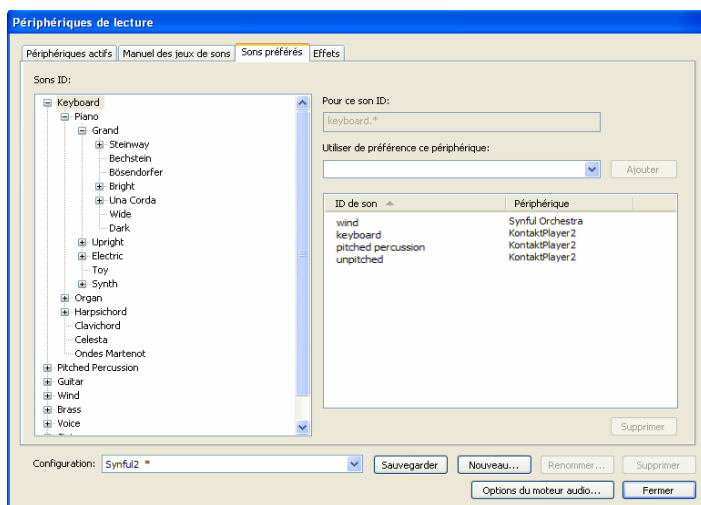 Périphériques de lecture
Périphériques actifs Manuel des jeux de sons Sons préférés Effets
Sons ID:
Keyboard
Piano
Grand
Steinway
Bechstein
Bösendorfer
Bright
Una Corda
Wide
Dark
Upright
Electric
Toy
Synth
Organ
Harpsichord
Clavichord
Celesta
Ondes Martenot
Pitched Percussion
Guitar
Wind
Brass
Voice
Pour ce son ID:
keyboard.*
Utiliser de préférence ce périphérique:
Ajouter
ID de son Périphérique
wind Synful Orchestra
keyboard KontaktPlayer2
pitched percussion KontaktPlayer2
unpitched KontaktPlayer2
Supprimer
Configuration: Synful2 * Sauvegarder Nouveau... Renommer... Supprimer
Options du moteur audio... Fermer